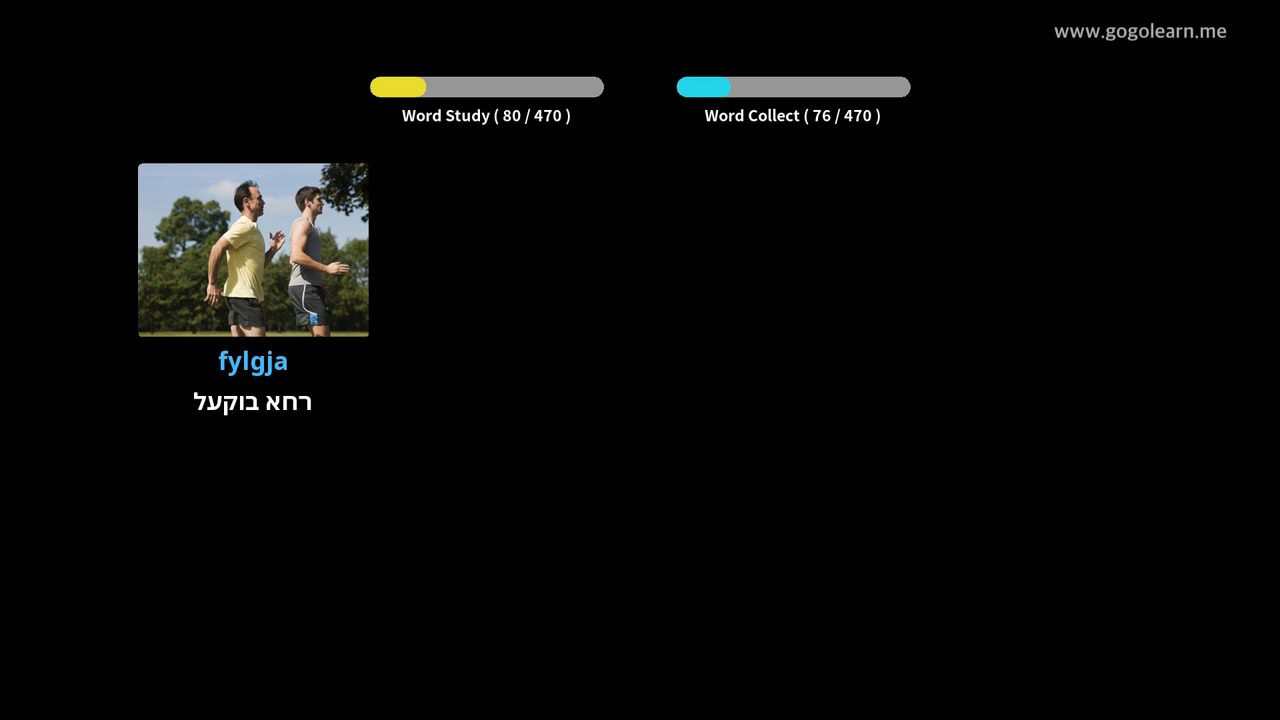 www.gogolearn.me
Word Study ( 80 / 470 )
Word Collect ( 76 / 470 )
fylgja
רחא בוקעל